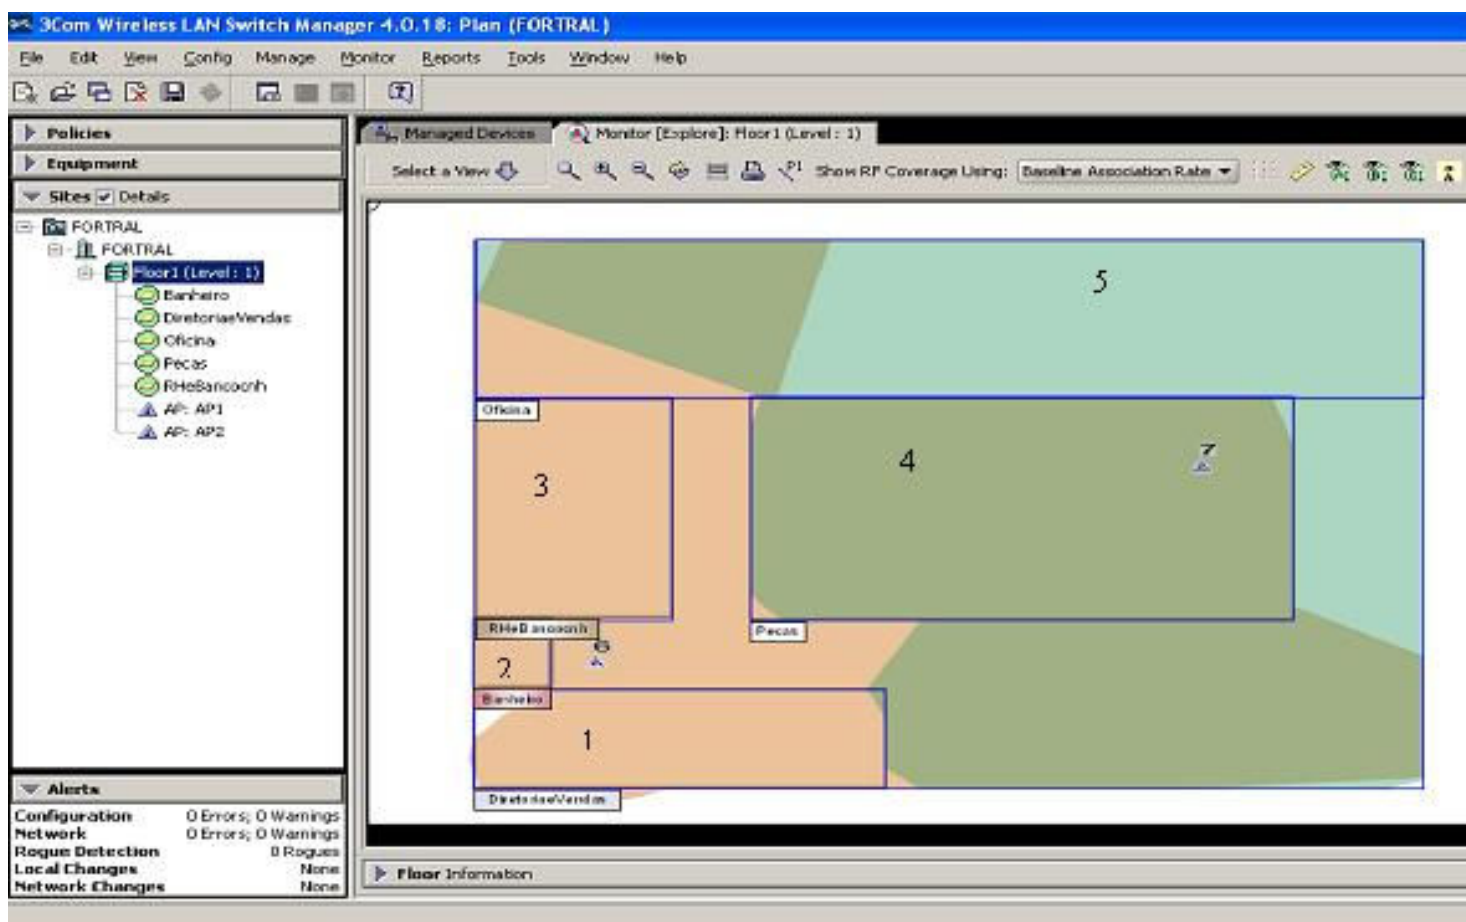 3Com Wireless LAN Switch Manager 4.0.18: Plan (FORTRAL)
File Edit View Config Manage Monitor Reports Tools Window Help
Policies
Equipment
Sites Details
FORTRAL
FORTRAL
Floor1 (Level: 1)
Banheiro
DiretoriaeVendas
Oficina
Pecas
RHeBancocnh
AP: AP1
AP: AP2
Alerts
Configuration 0 Errors; 0 Warnings
Network 0 Errors; 0 Warnings
Rogue Detection 0 Rogues
Local Changes None
Network Changes None
Managed Devices Monitor [Explore]: Floor1 (Level: 1)
Select a View Show RF Coverage Using: Baseline Association Rate
5
Oficina
4
7
3
RHeBancocnh
Pecas
6
2
Banheiro
1
DiretoriaeVendas
Floor Information